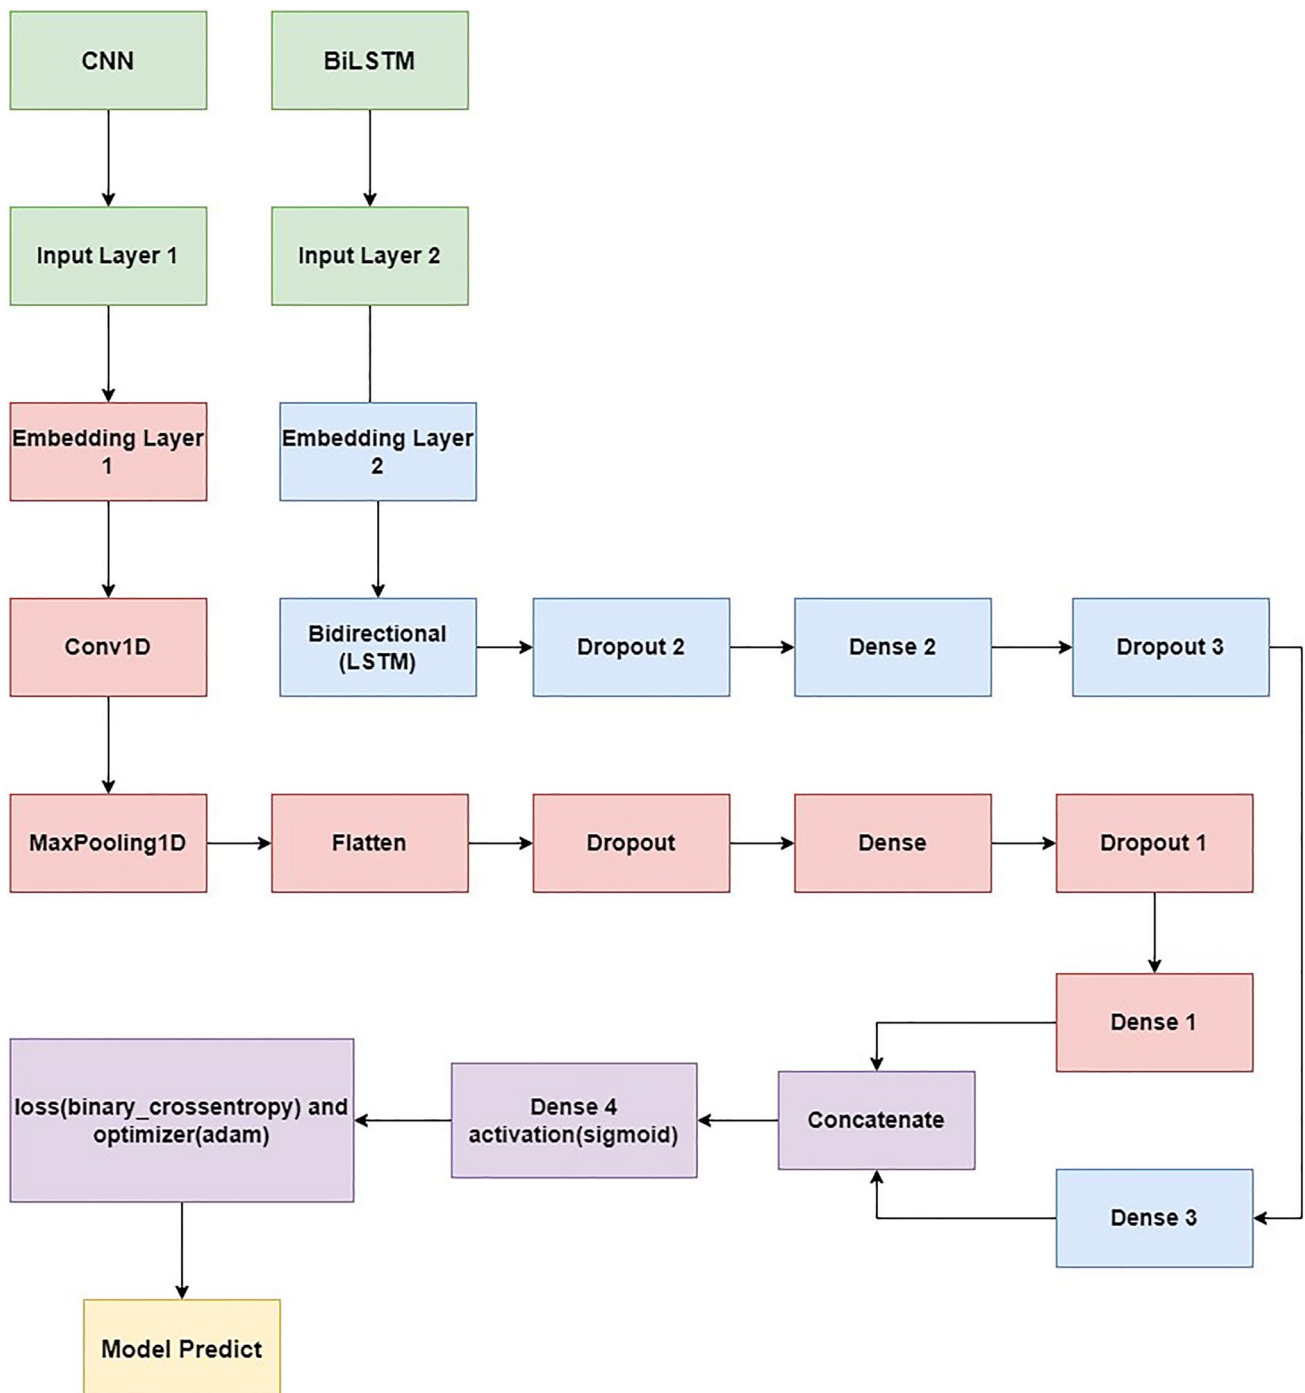 CNN
BiLSTM
Input Layer 1
Input Layer 2
Embedding Layer
1
Embedding Layer
2
Conv1D
Bidirectional
(LSTM)
Dropout 2
Dense 2
Dropout 3
MaxPooling1D
Flatten
Dropout
Dense
Dropout 1
Dense 1
loss(binary_crossentropy) and
optimizer(adam)
Dense 4
activation(sigmoid)
Concatenate
Dense 3
Model Predict